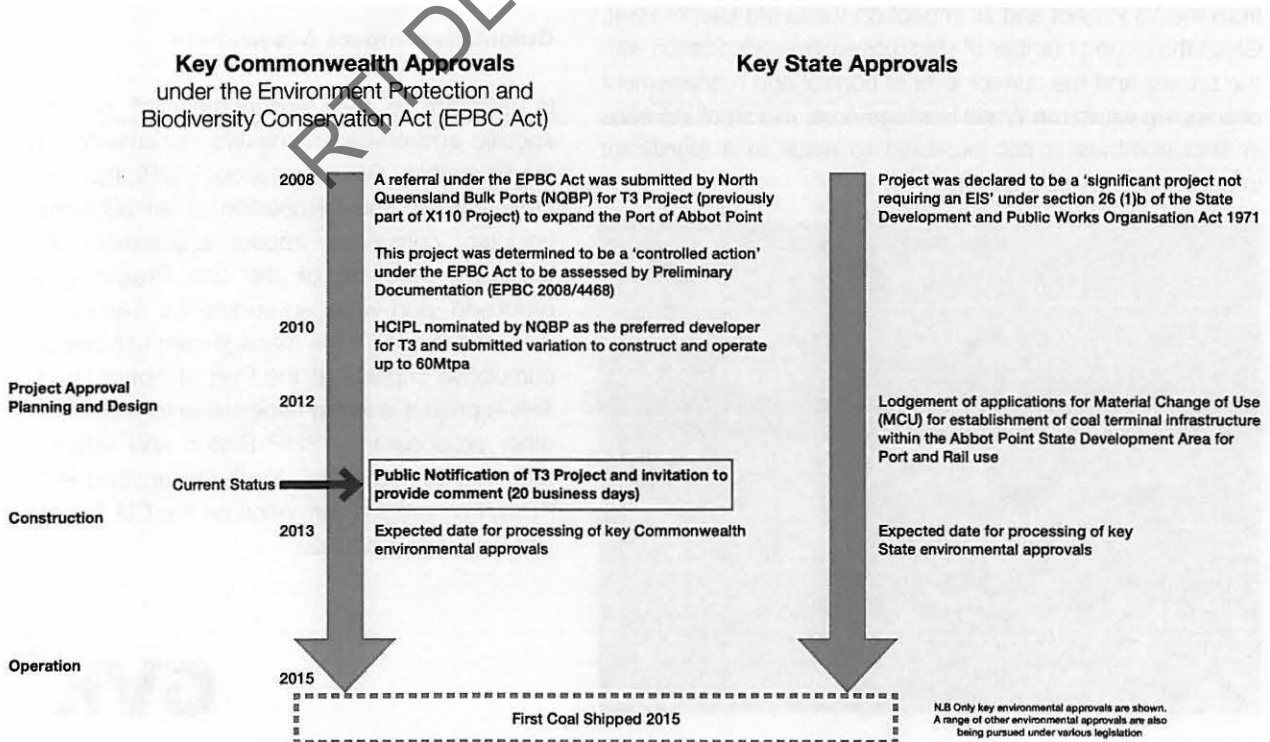 RTI DL
Key Commonwealth Approvals
under the Environment Protection and
Biodiversity Conservation Act (EPBC Act)
Key State Approvals
2008
A referral under the EPBC Act was submitted by North
Queensland Bulk Ports (NQBP) for T3 Project (previously
part of X110 Project) to expand the Port of Abbot Point
Project was declared to be a 'significant project not
requiring an EIS' under section 26 (1)b of the State
Development and Public Works Organisation Act 1971
This project was determined to be a 'controlled action'
under the EPBC Act to be assessed by Preliminary
Documentation (EPBC 2008/4468)
2010
HCIPL nominated by NQBP as the preferred developer
for T3 and submitted variation to construct and operate
up to 60Mtpa
Project Approval
Planning and Design
2012
Lodgement of applications for Material Change of Use
(MCU) for establishment of coal terminal infrastructure
within the Abbot Point State Development Area for
Port and Rail use
Current Status
Public Notification of T3 Project and invitation to
provide comment (20 business days)
Construction
2013
Expected date for processing of key Commonwealth
environmental approvals
Expected date for processing of key
State environmental approvals
Operation
2015
First Coal Shipped 2015
N.B Only key environmental approvals are shown.
A range of other environmental approvals are also
being pursued under various legislation